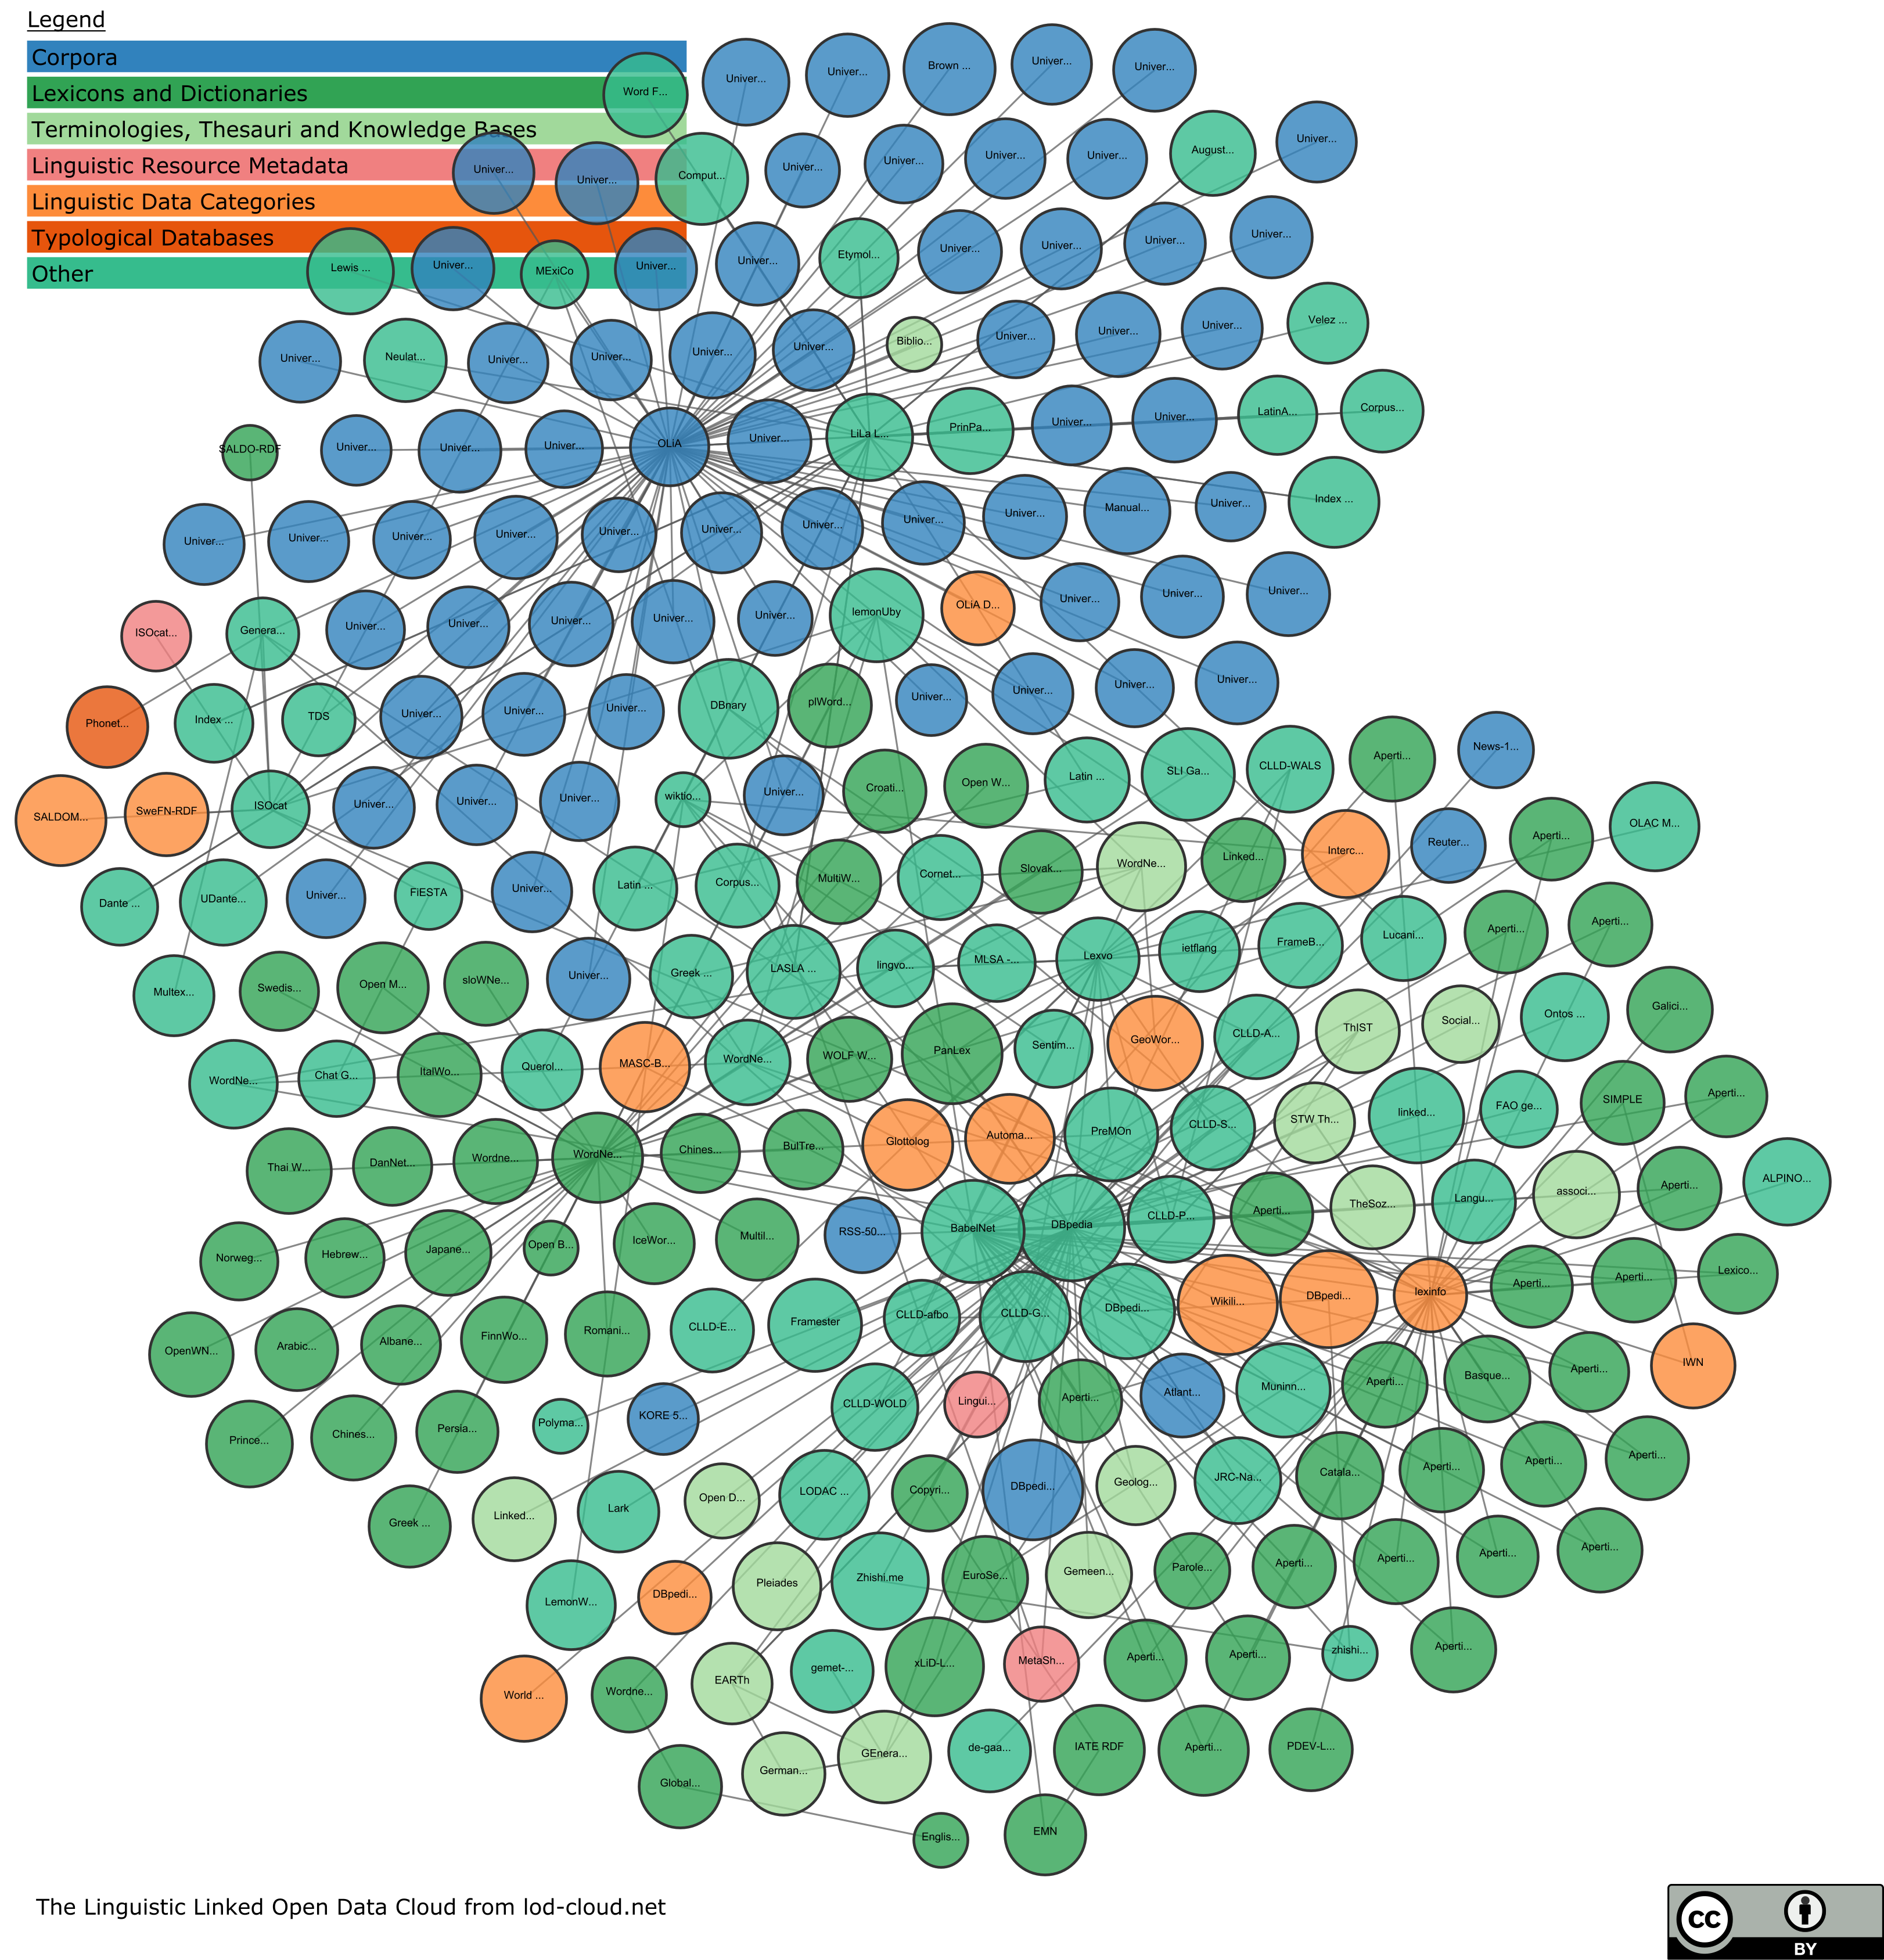 Legend
Corpora
Lexicons and Dictionaries
Terminologies, Thesauri and Knowledge Bases
Linguistic Resource Metadata
Linguistic Data Categories
Typological Databases
Other
Word F...
Univer...
Univer...
Brown ...
Univer...
Univer...
Univer...
Univer...
Comput...
Univer...
Univer...
Univer...
Univer...
August...
Univer...
Lewis ...
Univer...
MExiCo
Univer...
Univer...
Etymol...
Univer...
Univer...
Univer...
Univer...
Univer...
Neulat...
Univer...
Univer...
Univer...
Univer...
Biblio...
Univer...
Univer...
Univer...
Velez ...
SALDO-RDF
Univer...
Univer...
Univer...
OLiA
Univer...
LiLa L...
PrinPa...
Univer...
Univer...
LatinA...
Corpus...
Univer...
Univer...
Univer...
Univer...
Univer...
Univer...
Univer...
Univer...
Univer...
Manual...
Univer...
Index ...
ISOcat...
Genera...
Univer...
Univer...
Univer...
Univer...
Univer...
lemonUby
OLiA D...
Univer...
Univer...
Univer...
Phonet...
Index ...
TDS
Univer...
Univer...
Univer...
DBnary
plWord...
Univer...
Univer...
Univer...
Univer...
SALDOM...
SweFN-RDF
ISOcat
Univer...
Univer...
Univer...
wiktio...
Univer...
Croati...
Open W...
Latin ...
SLI Ga...
CLLD-WALS
Aperti...
News-1...
Dante ...
UDante...
Univer...
FIESTA
Univer...
Latin ...
Corpus...
MultiW...
Cornet...
Slovak...
WordNe...
Linked...
Interc...
Reuter...
Aperti...
OLAC M...
Multex...
Swedis...
Open M...
sloWNe...
Univer...
Greek ...
LASLA ...
lingvo...
MLSA -...
Lexvo
ietflang
FrameB...
Lucani...
Aperti...
Aperti...
WordNe...
Chat G...
ItalWo...
Querol...
MASC-B...
WordNe...
WOLF W...
PanLex
Sentim...
GeoWor...
CLLD-A...
ThIST
Social...
Ontos ...
Galici...
Thai W...
DanNet...
Wordne...
WordNe...
Chines...
BulTre...
Glottolog
Automa...
PreMOn
CLLD-S...
STW Th...
linked...
FAO ge...
SIMPLE
Aperti...
Norweg...
Hebrew...
Japane...
Open B...
IceWor...
Multil...
RSS-50...
BabelNet
DBpedia
CLLD-P...
Aperti...
TheSoz...
Langu...
associ...
Aperti...
ALPINO...
OpenWN...
Arabic...
Albane...
FinnWo...
Romani...
CLLD-E...
Framester
CLLD-afbo
CLLD-G...
DBpedi...
Wikili...
DBpedi...
lexinfo
Aperti...
Aperti...
Lexico...
Prince...
Chines...
Persia...
Polyma...
KORE 5...
CLLD-WOLD
Lingui...
Aperti...
Atlant...
Muninn...
Aperti...
Basque...
Aperti...
IWN
Greek ...
Linked...
Lark
Open D...
LODAC ...
Copyri...
DBpedi...
Geolog...
JRC-Na...
Catala...
Aperti...
Aperti...
Aperti...
LemonW...
DBpedi...
Pleiades
Zhishi.me
EuroSe...
Gemeen...
Parole...
Aperti...
Aperti...
Aperti...
Aperti...
World ...
Wordne...
EARTh
gemet-...
xLiD-L...
MetaSh...
Aperti...
Aperti...
zhishi...
Aperti...
Global...
German...
GEnera...
de-gaa...
IATE RDF
Aperti...
PDEV-L...
Englis...
EMN
The Linguistic Linked Open Data Cloud from lod-cloud.net
cc
BY